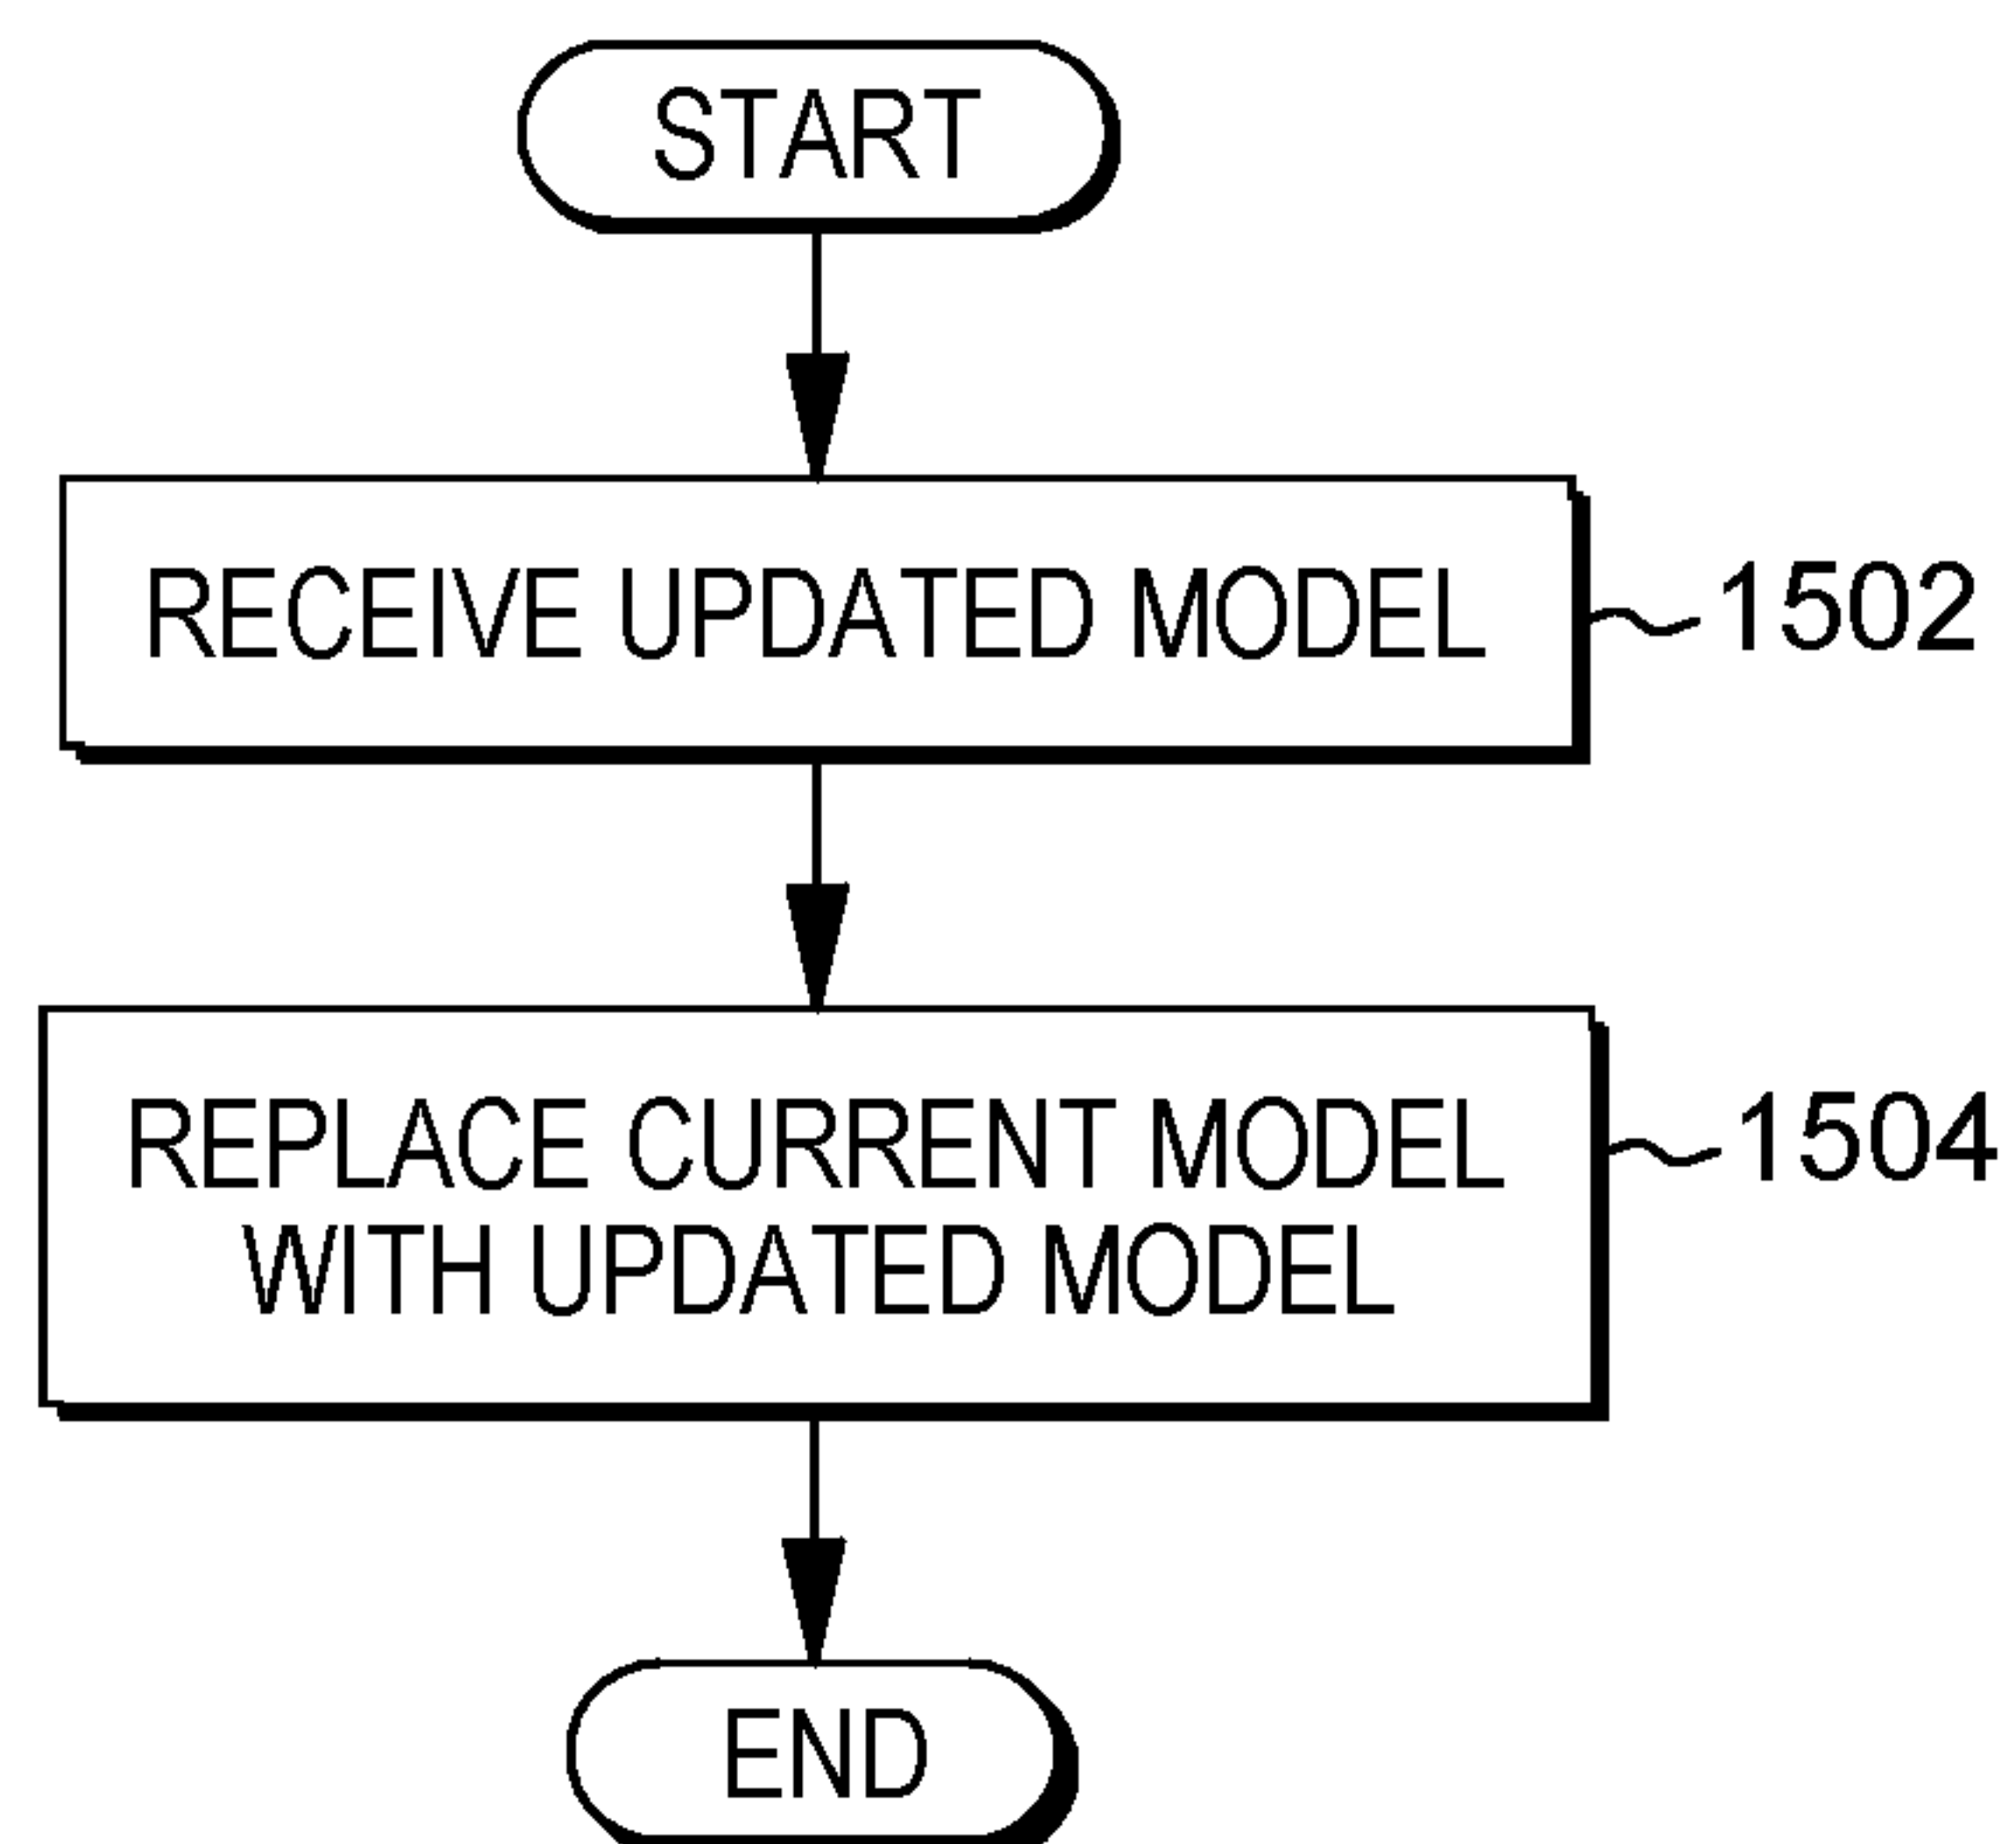 START
RECEIVE UPDATED MODEL
1502
REPLACE CURRENT MODEL
WITH UPDATED MODEL
1504
END